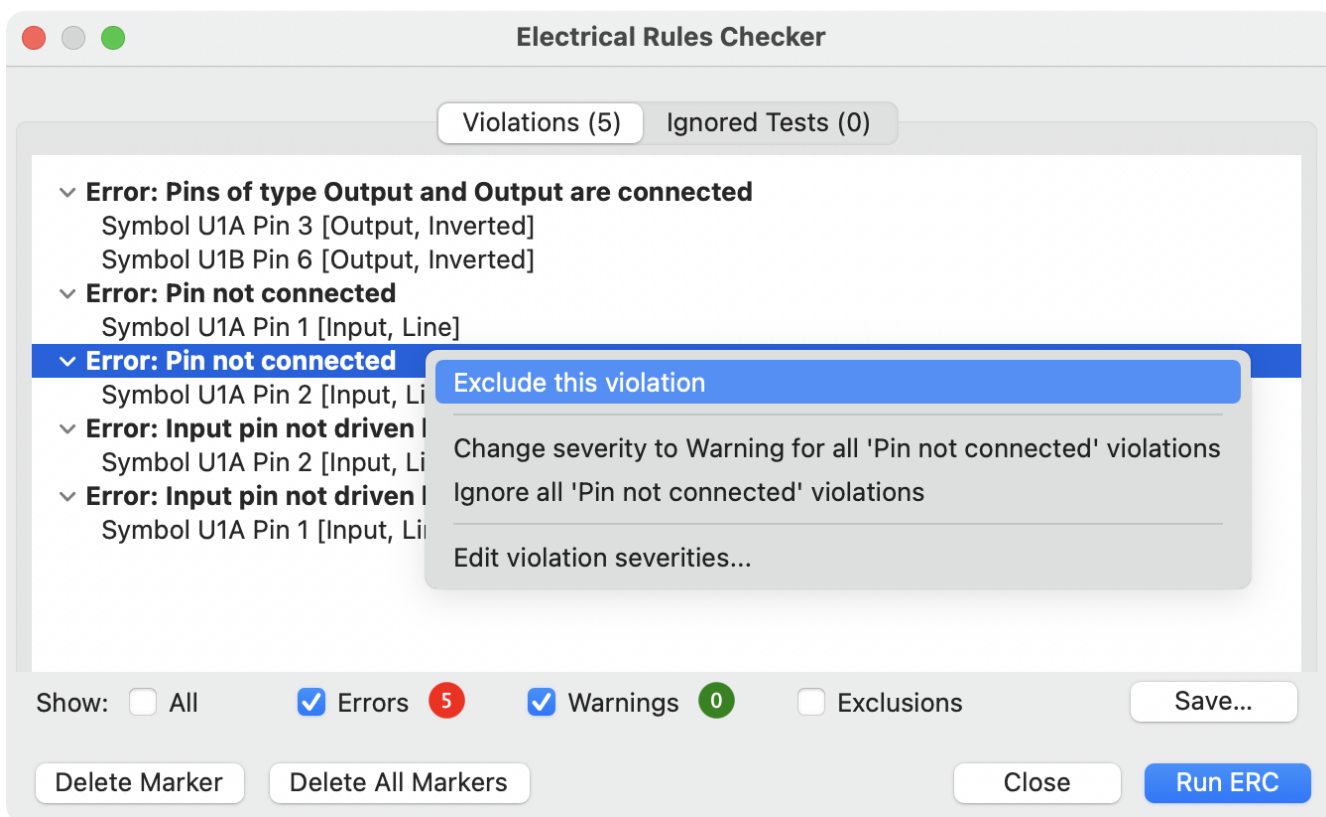 Electrical Rules Checker
Violations (5) Ignored Tests (0)
Error: Pins of type Output and Output are connected
Symbol U1A Pin 3 [Output, Inverted]
Symbol U1B Pin 6 [Output, Inverted]
Error: Pin not connected
Symbol U1A Pin 1 [Input, Line]
Error: Pin not connected
Exclude this violation
Symbol U1A Pin 2 [Input,
Error: Input pin not driven
Change severity to Warning for all 'Pin not connected' violations
Symbol U1A Pin 2 [Input,
Ignore all 'Pin not connected' violations
Error: Input pin not driven
Symbol U1A Pin 1 [Input,
Edit violation severities...
Show: All Errors 5 Warnings 0 Exclusions Save...
Delete Marker Delete All Markers Close Run ERC